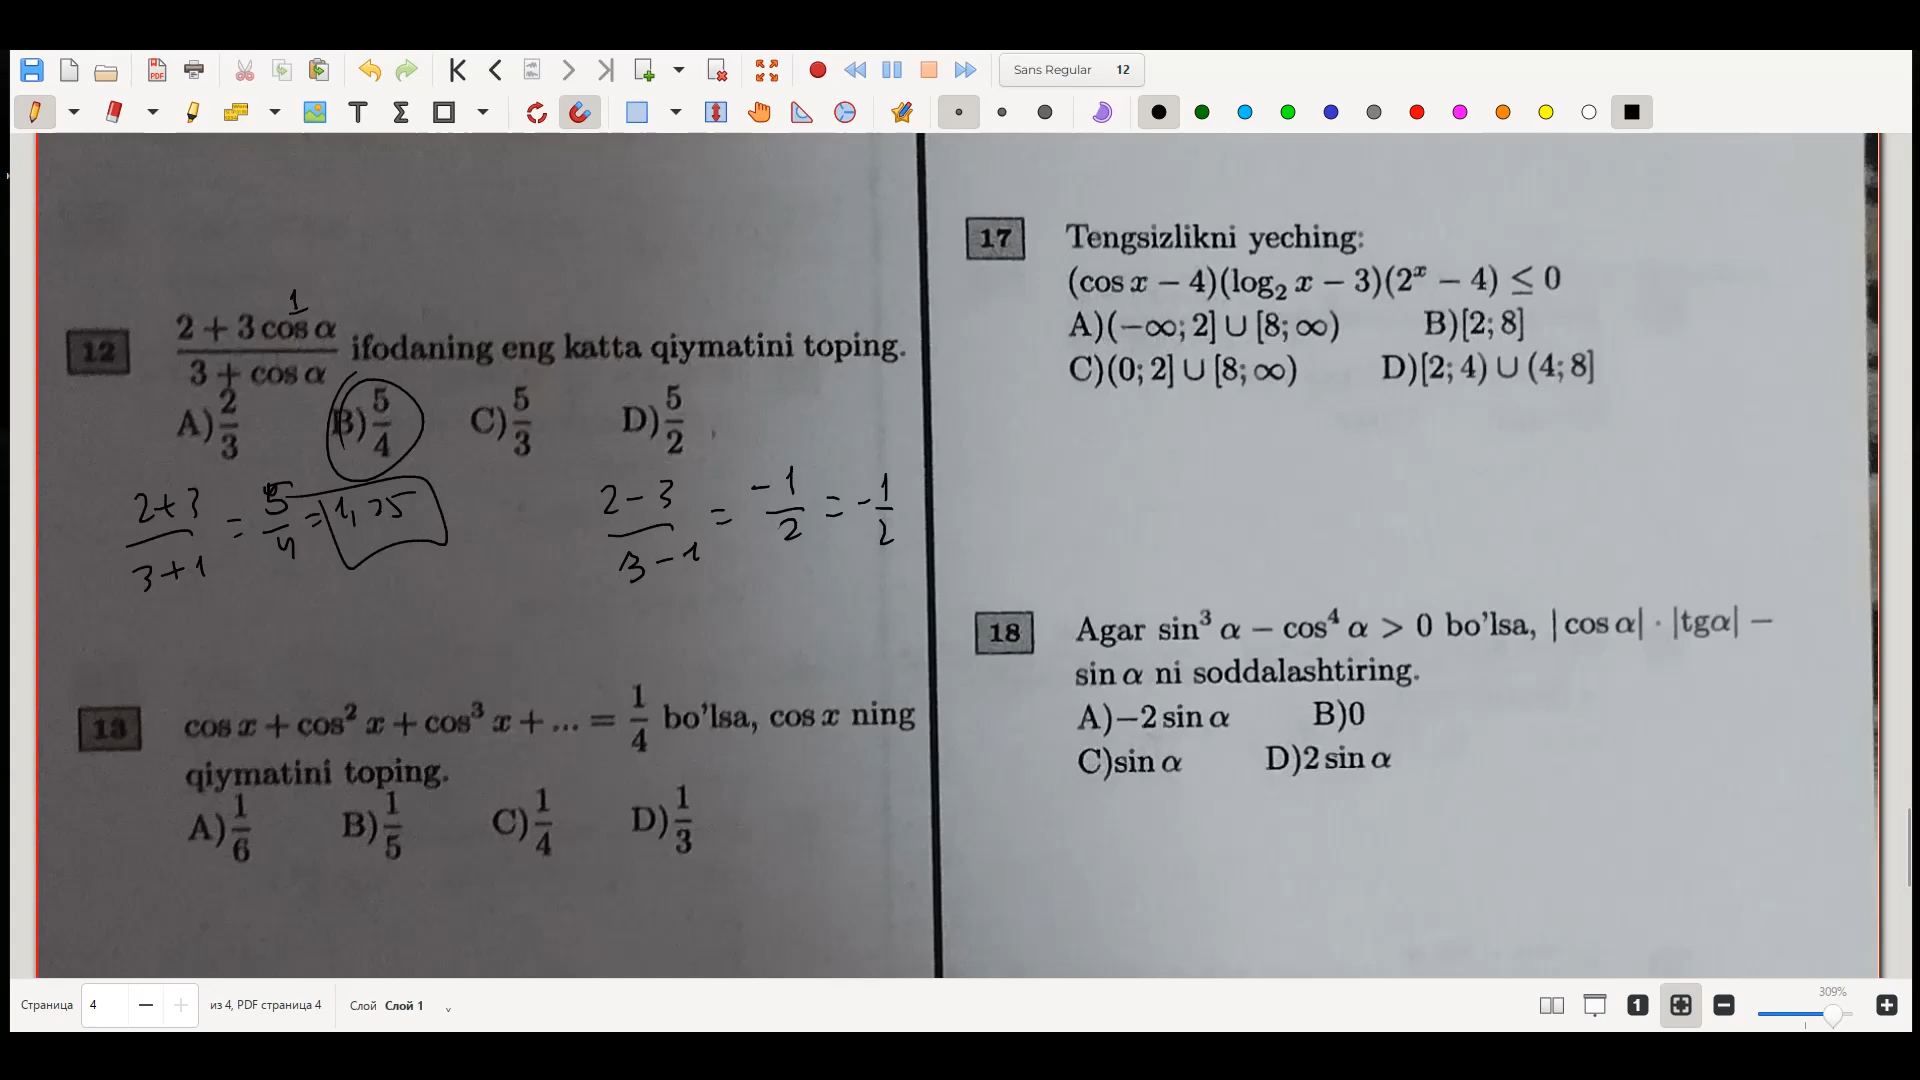 Sans Regular 12
12 2 + 3 cos α / 3 + cos α ifodaning eng katta qiymatini toping.
1
A) 2/3 B) 5/4 C) 5/3 D) 5/2
2+3 / 3+1 = 5/4 = 1,25
2-3 / 3-1 = -1/2 = -1/2
13 cos x + cos² x + cos³ x + ... = 1/4 bo'lsa, cos x ning
qiymatini toping.
A) 1/6 B) 1/5 C) 1/4 D) 1/3
17 Tengsizlikni yeching:
(cos x − 4)(log₂ x − 3)(2ˣ − 4) ≤ 0
A)(−∞; 2] ∪ [8; ∞) B)[2; 8]
C)(0; 2] ∪ [8; ∞) D)[2; 4) ∪ (4; 8]
18 Agar sin³ α − cos⁴ α > 0 bo'lsa, |cos α| · |tgα| −
sin α ni soddalashtiring.
A)−2 sin α B)0
C)sin α D)2 sin α
Страница 4 из 4, PDF страница 4 Слой Слой 1 309%